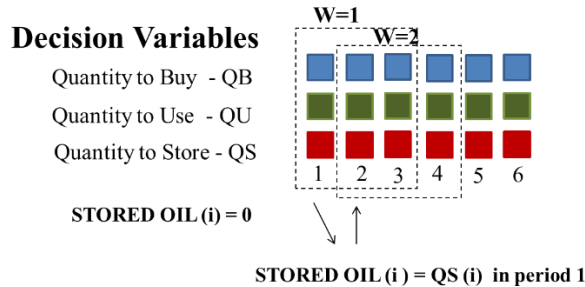 W=1
Decision Variables
W=2
Quantity to Buy - QB
Quantity to Use - QU
Quantity to Store - QS
1 2 3 4 5 6
STORED OIL (i) = 0
STORED OIL (i ) = QS (i) in period 1